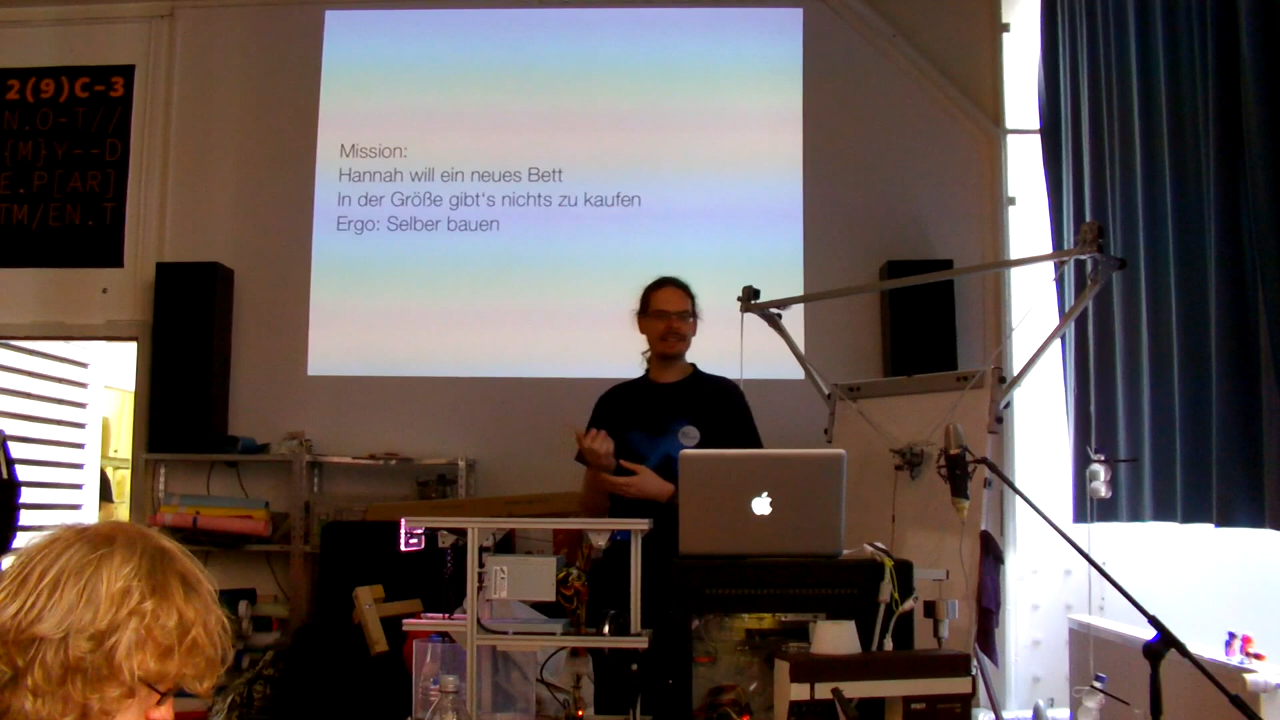 2(9)C-3
N.O-T//
{M}Y--D
E.P[AR]
TM/EN.T
Mission:
Hannah will ein neues Bett
In der Größe gibt's nichts zu kaufen
Ergo: Selber bauen